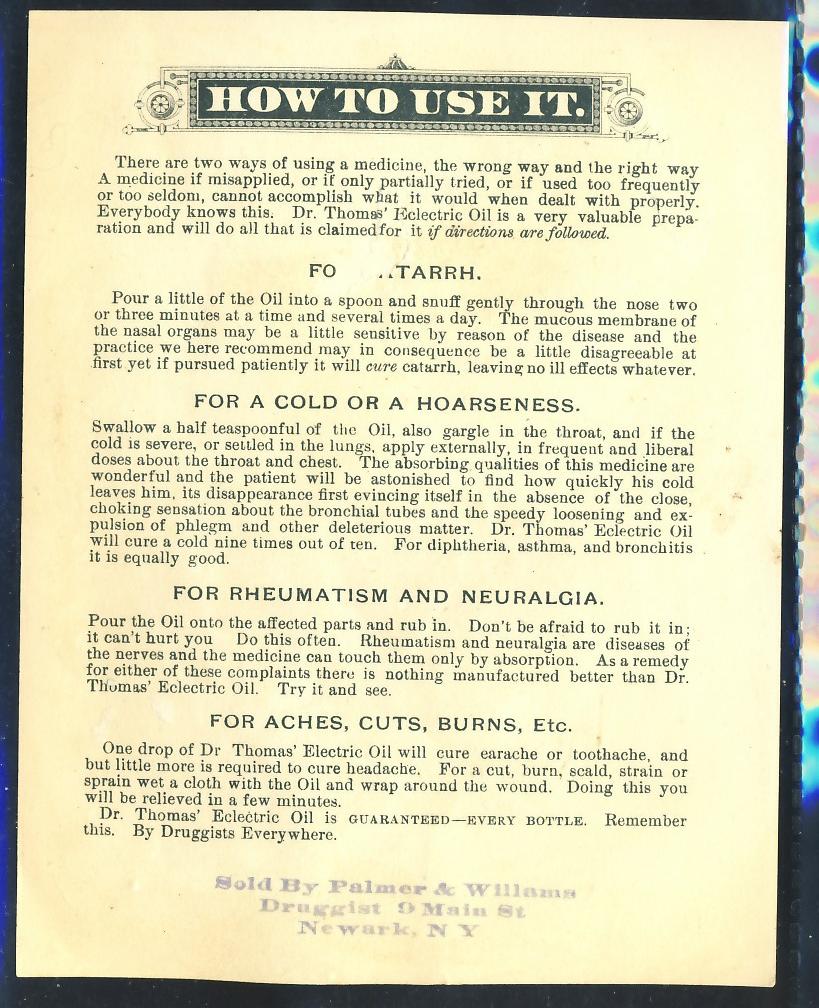 HOW TO USE IT.
There are two ways of using a medicine, the wrong way and the right way
A medicine if misapplied, or if only partially tried, or if used too frequently
or too seldom, cannot accomplish what it would when dealt with properly.
Everybody knows this. Dr. Thomas' Eclectric Oil is a very valuable prepa-
ration and will do all that is claimed for it if directions are followed.
FO TARRH.
Pour a little of the Oil into a spoon and snuff gently through the nose two
or three minutes at a time and several times a day. The mucous membrane of
the nasal organs may be a little sensitive by reason of the disease and the
practice we here recommend may in consequence be a little disagreeable at
first yet if pursued patiently it will cure catarrh, leaving no ill effects whatever.
FOR A COLD OR A HOARSENESS.
Swallow a half teaspoonful of the Oil, also gargle in the throat, and if the
cold is severe, or settled in the lungs, apply externally, in frequent and liberal
doses about the throat and chest. The absorbing qualities of this medicine are
wonderful and the patient will be astonished to find how quickly his cold
leaves him, its disappearance first evincing itself in the absence of the close,
choking sensation about the bronchial tubes and the speedy loosening and ex-
pulsion of phlegm and other deleterious matter. Dr. Thomas' Eclectric Oil
will cure a cold nine times out of ten. For diphtheria, asthma, and bronchitis
it is equally good.
FOR RHEUMATISM AND NEURALGIA.
Pour the Oil onto the affected parts and rub in. Don't be afraid to rub it in;
it can't hurt you Do this often. Rheumatism and neuralgia are diseases of
the nerves and the medicine can touch them only by absorption. As a remedy
for either of these complaints there is nothing manufactured better than Dr.
Thomas' Eclectric Oil. Try it and see.
FOR ACHES, CUTS, BURNS, Etc.
One drop of Dr Thomas' Electric Oil will cure earache or toothache, and
but little more is required to cure headache. For a cut, burn, scald, strain or
sprain wet a cloth with the Oil and wrap around the wound. Doing this you
will be relieved in a few minutes.
Dr. Thomas' Eclectric Oil is GUARANTEED—EVERY BOTTLE. Remember
this. By Druggists Everywhere.
Sold By Palmer & Willams
Druggist 9 Main St
Newark, N Y